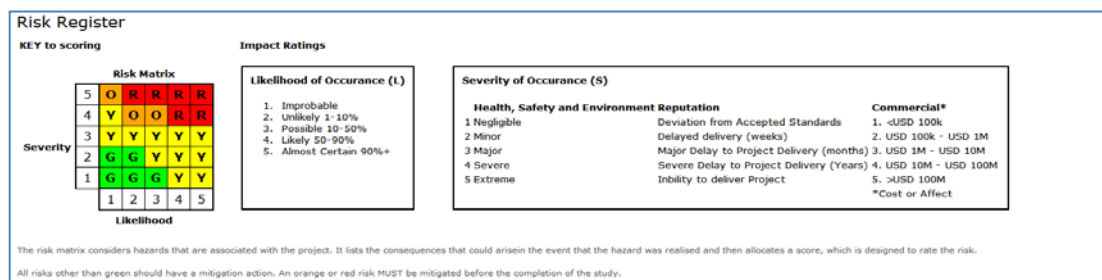 Risk Register
KEY to scoring
Impact Ratings
Risk Matrix
5 O R R R R
4 Y O O R R
3 Y Y Y Y Y
Severity
2 G G Y Y Y
1 G G G Y Y
1 2 3 4 5
Likelihood
Likelihood of Occurance (L)
1. Improbable
2. Unlikely 1-10%
3. Possible 10-50%
4. Likely 50-90%
5. Almost Certain 90%+
Severity of Occurance (S)
Health, Safety and Environment Reputation Commercial*
1 Negligible Deviation from Accepted Standards 1. <USD 100k
2 Minor Delayed delivery (weeks) 2. USD 100k - USD 1M
3 Major Major Delay to Project Delivery (months) 3. USD 1M - USD 10M
4 Severe Severe Delay to Project Delivery (Years) 4. USD 10M - USD 100M
5 Extreme Inbility to deliver Project 5. >USD 100M
*Cost or Affect
The risk matrix considers hazards that are associated with the project. It lists the consequences that could arisein the event that the hazard was realised and then allocates a score, which is designed to rate the risk.
All risks other than green should have a mitigation action. An orange or red risk MUST be mitigated before the completion of the study.